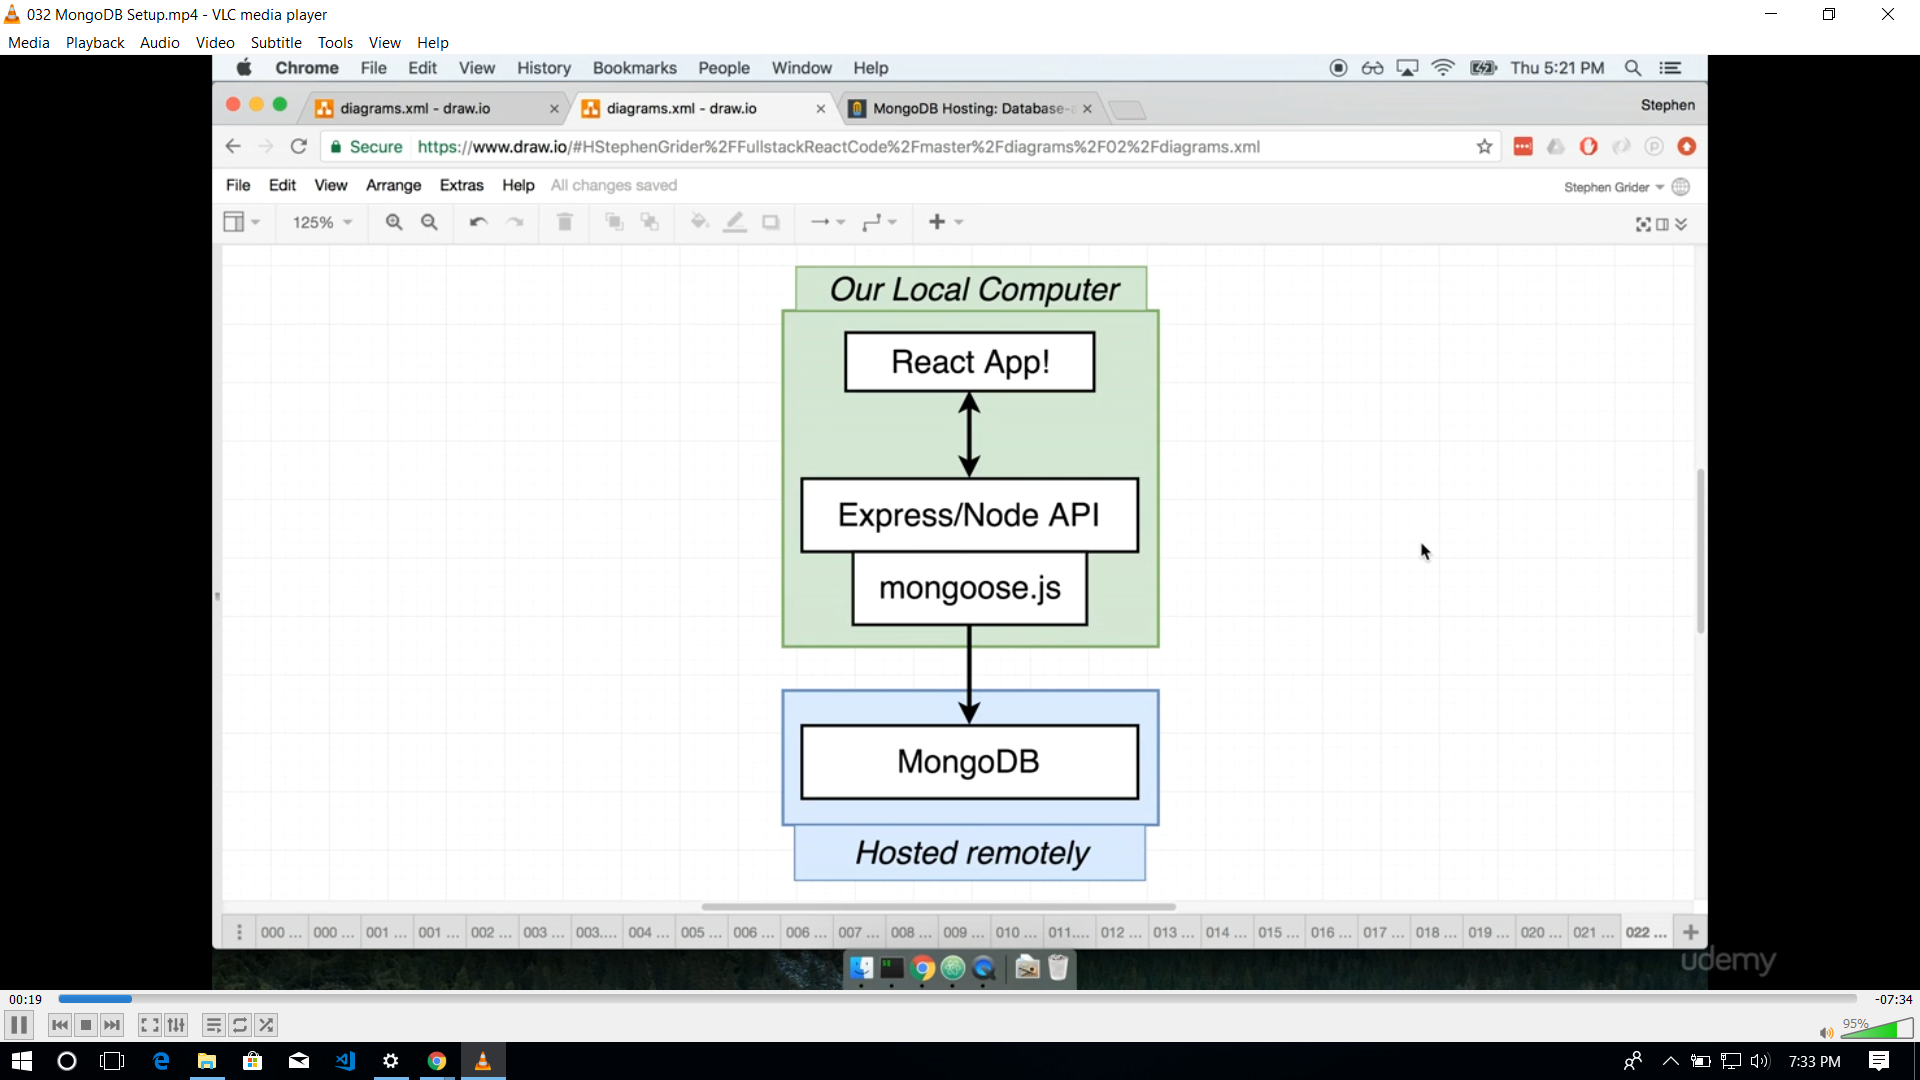 032 MongoDB Setup.mp4 - VLC media player
Media Playback Audio Video Subtitle Tools View Help
Chrome File Edit View History Bookmarks People Window Help Thu 5:21 PM
diagrams.xml - draw.io diagrams.xml - draw.io MongoDB Hosting: Database- Stephen
Secure https://www.draw.io/#HStephenGrider%2FFullstackReactCode%2Fmaster%2Fdiagrams%2F02%2Fdiagrams.xml
File Edit View Arrange Extras Help All changes saved Stephen Grider
125%
Our Local Computer
React App!
Express/Node API
mongoose.js
MongoDB
Hosted remotely
000 ... 000 ... 001 ... 001 ... 002 ... 003 ... 003.... 004 ... 005 ... 006 ... 006 ... 007 ... 008 ... 009 ... 010 ... 011.... 012 ... 013 ... 014 ... 015 ... 016 ... 017 ... 018 ... 019 ... 020 ... 021 ... 022 ...
udemy
00:19 -07:34
95%
7:33 PM